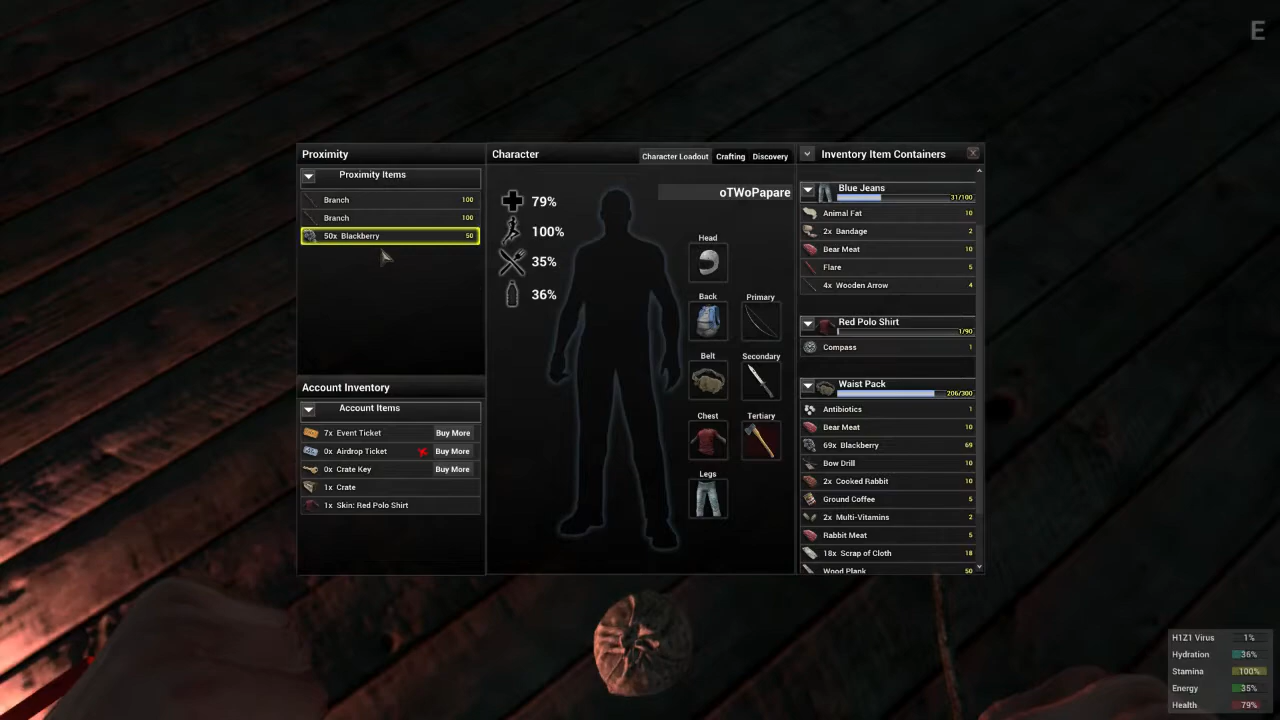 E
Proximity
Proximity Items
Branch 100
Branch 100
50x Blackberry 50
Account Inventory
Account Items
7x Event Ticket Buy More
0x Airdrop Ticket Buy More
0x Crate Key Buy More
1x Crate
1x Skin: Red Polo Shirt
Character
Character Loadout Crafting Discovery
oTWoPapare
79%
100%
35%
36%
Head
Back Primary
Belt Secondary
Chest Tertiary
Legs
Inventory Item Containers
Blue Jeans
31/100
Animal Fat 10
2x Bandage 2
Bear Meat 10
Flare 5
4x Wooden Arrow 4
Red Polo Shirt
1/90
Compass 1
Waist Pack
206/300
Antibiotics 1
Bear Meat 10
69x Blackberry 69
Bow Drill 10
2x Cooked Rabbit 10
Ground Coffee 5
2x Multi-Vitamins 2
Rabbit Meat 5
18x Scrap of Cloth 18
Wood Plank 50
H1Z1 Virus 1%
Hydration 36%
Stamina 100%
Energy 35%
Health 79%